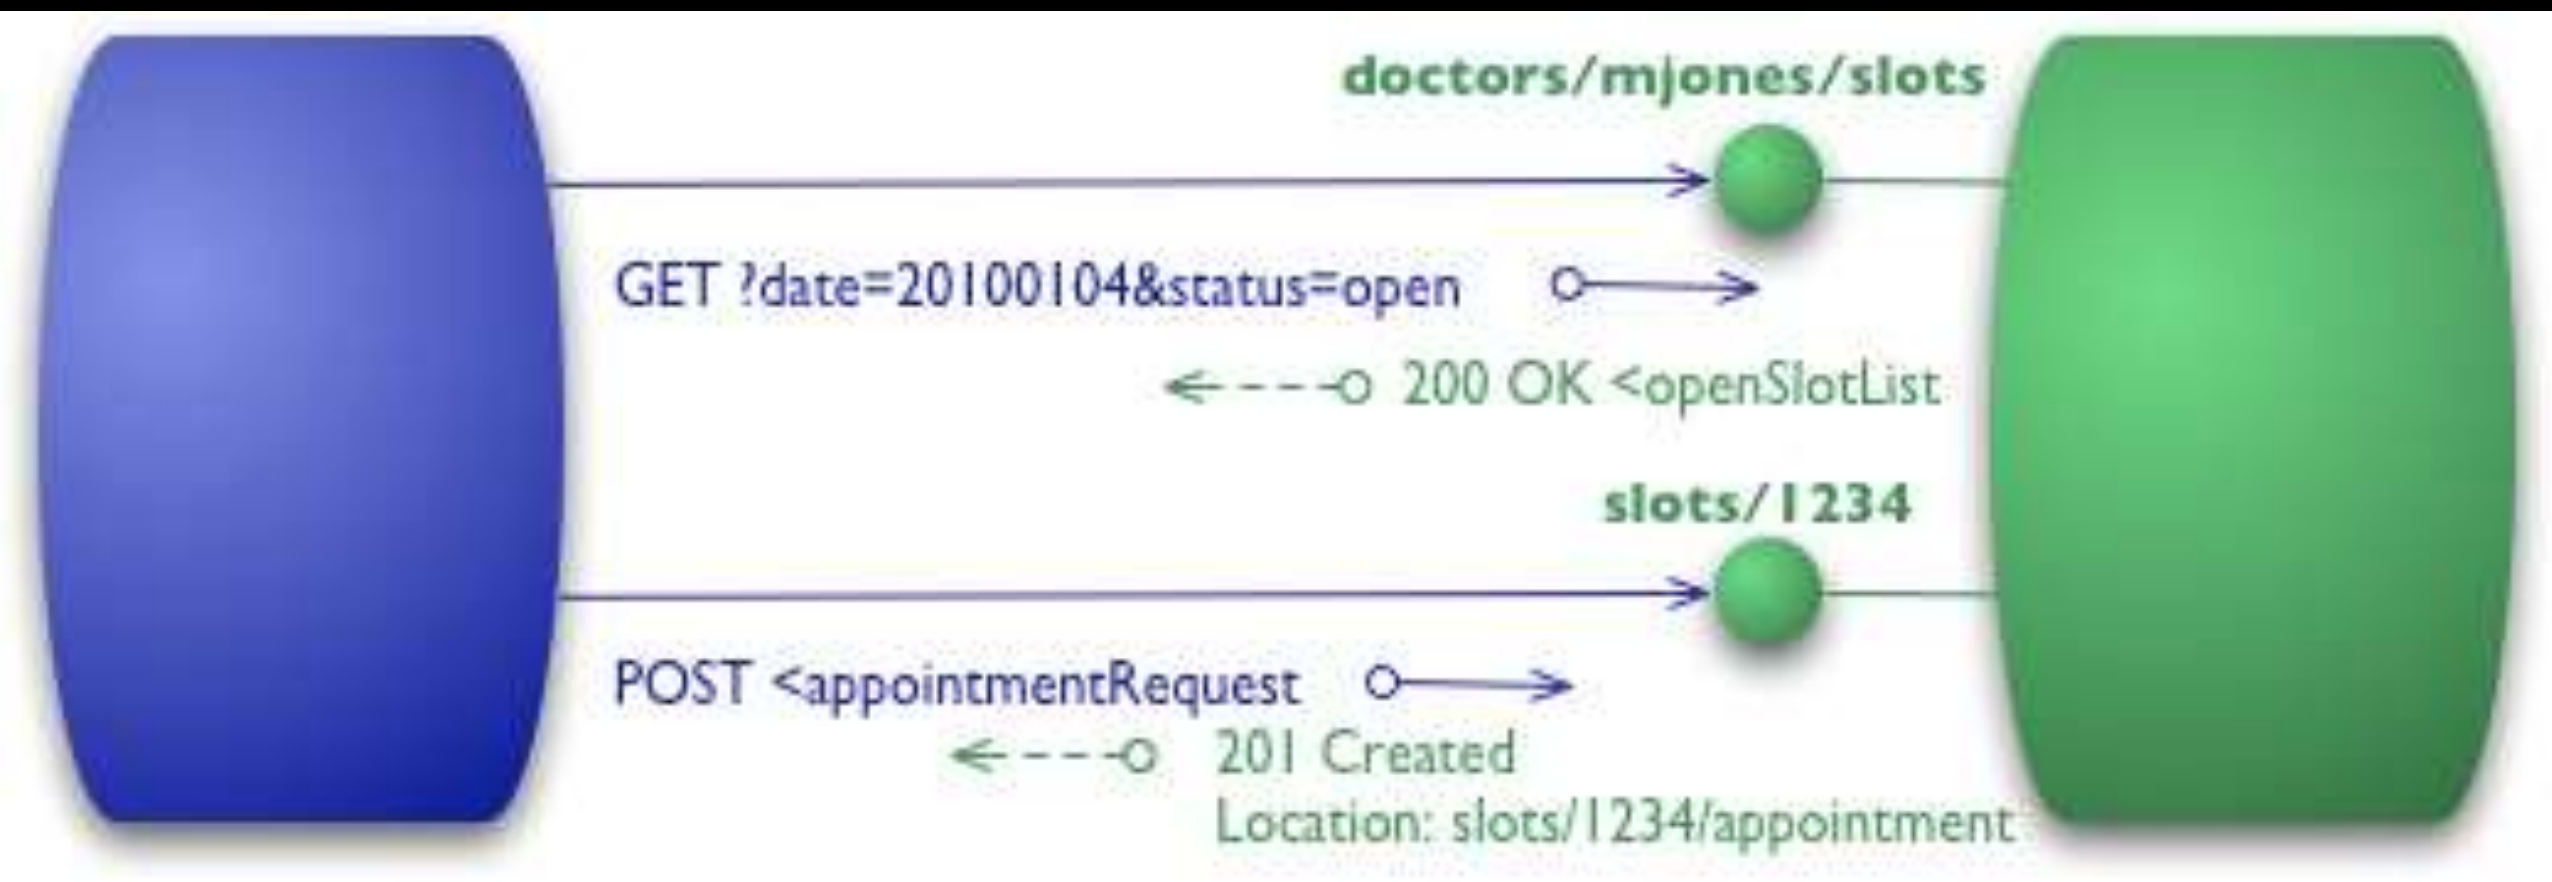 doctors/mjones/slots
GET ?date=20100104&status=open
200 OK <openSlotList
slots/1234
POST <appointmentRequest
201 Created
Location: slots/1234/appointment